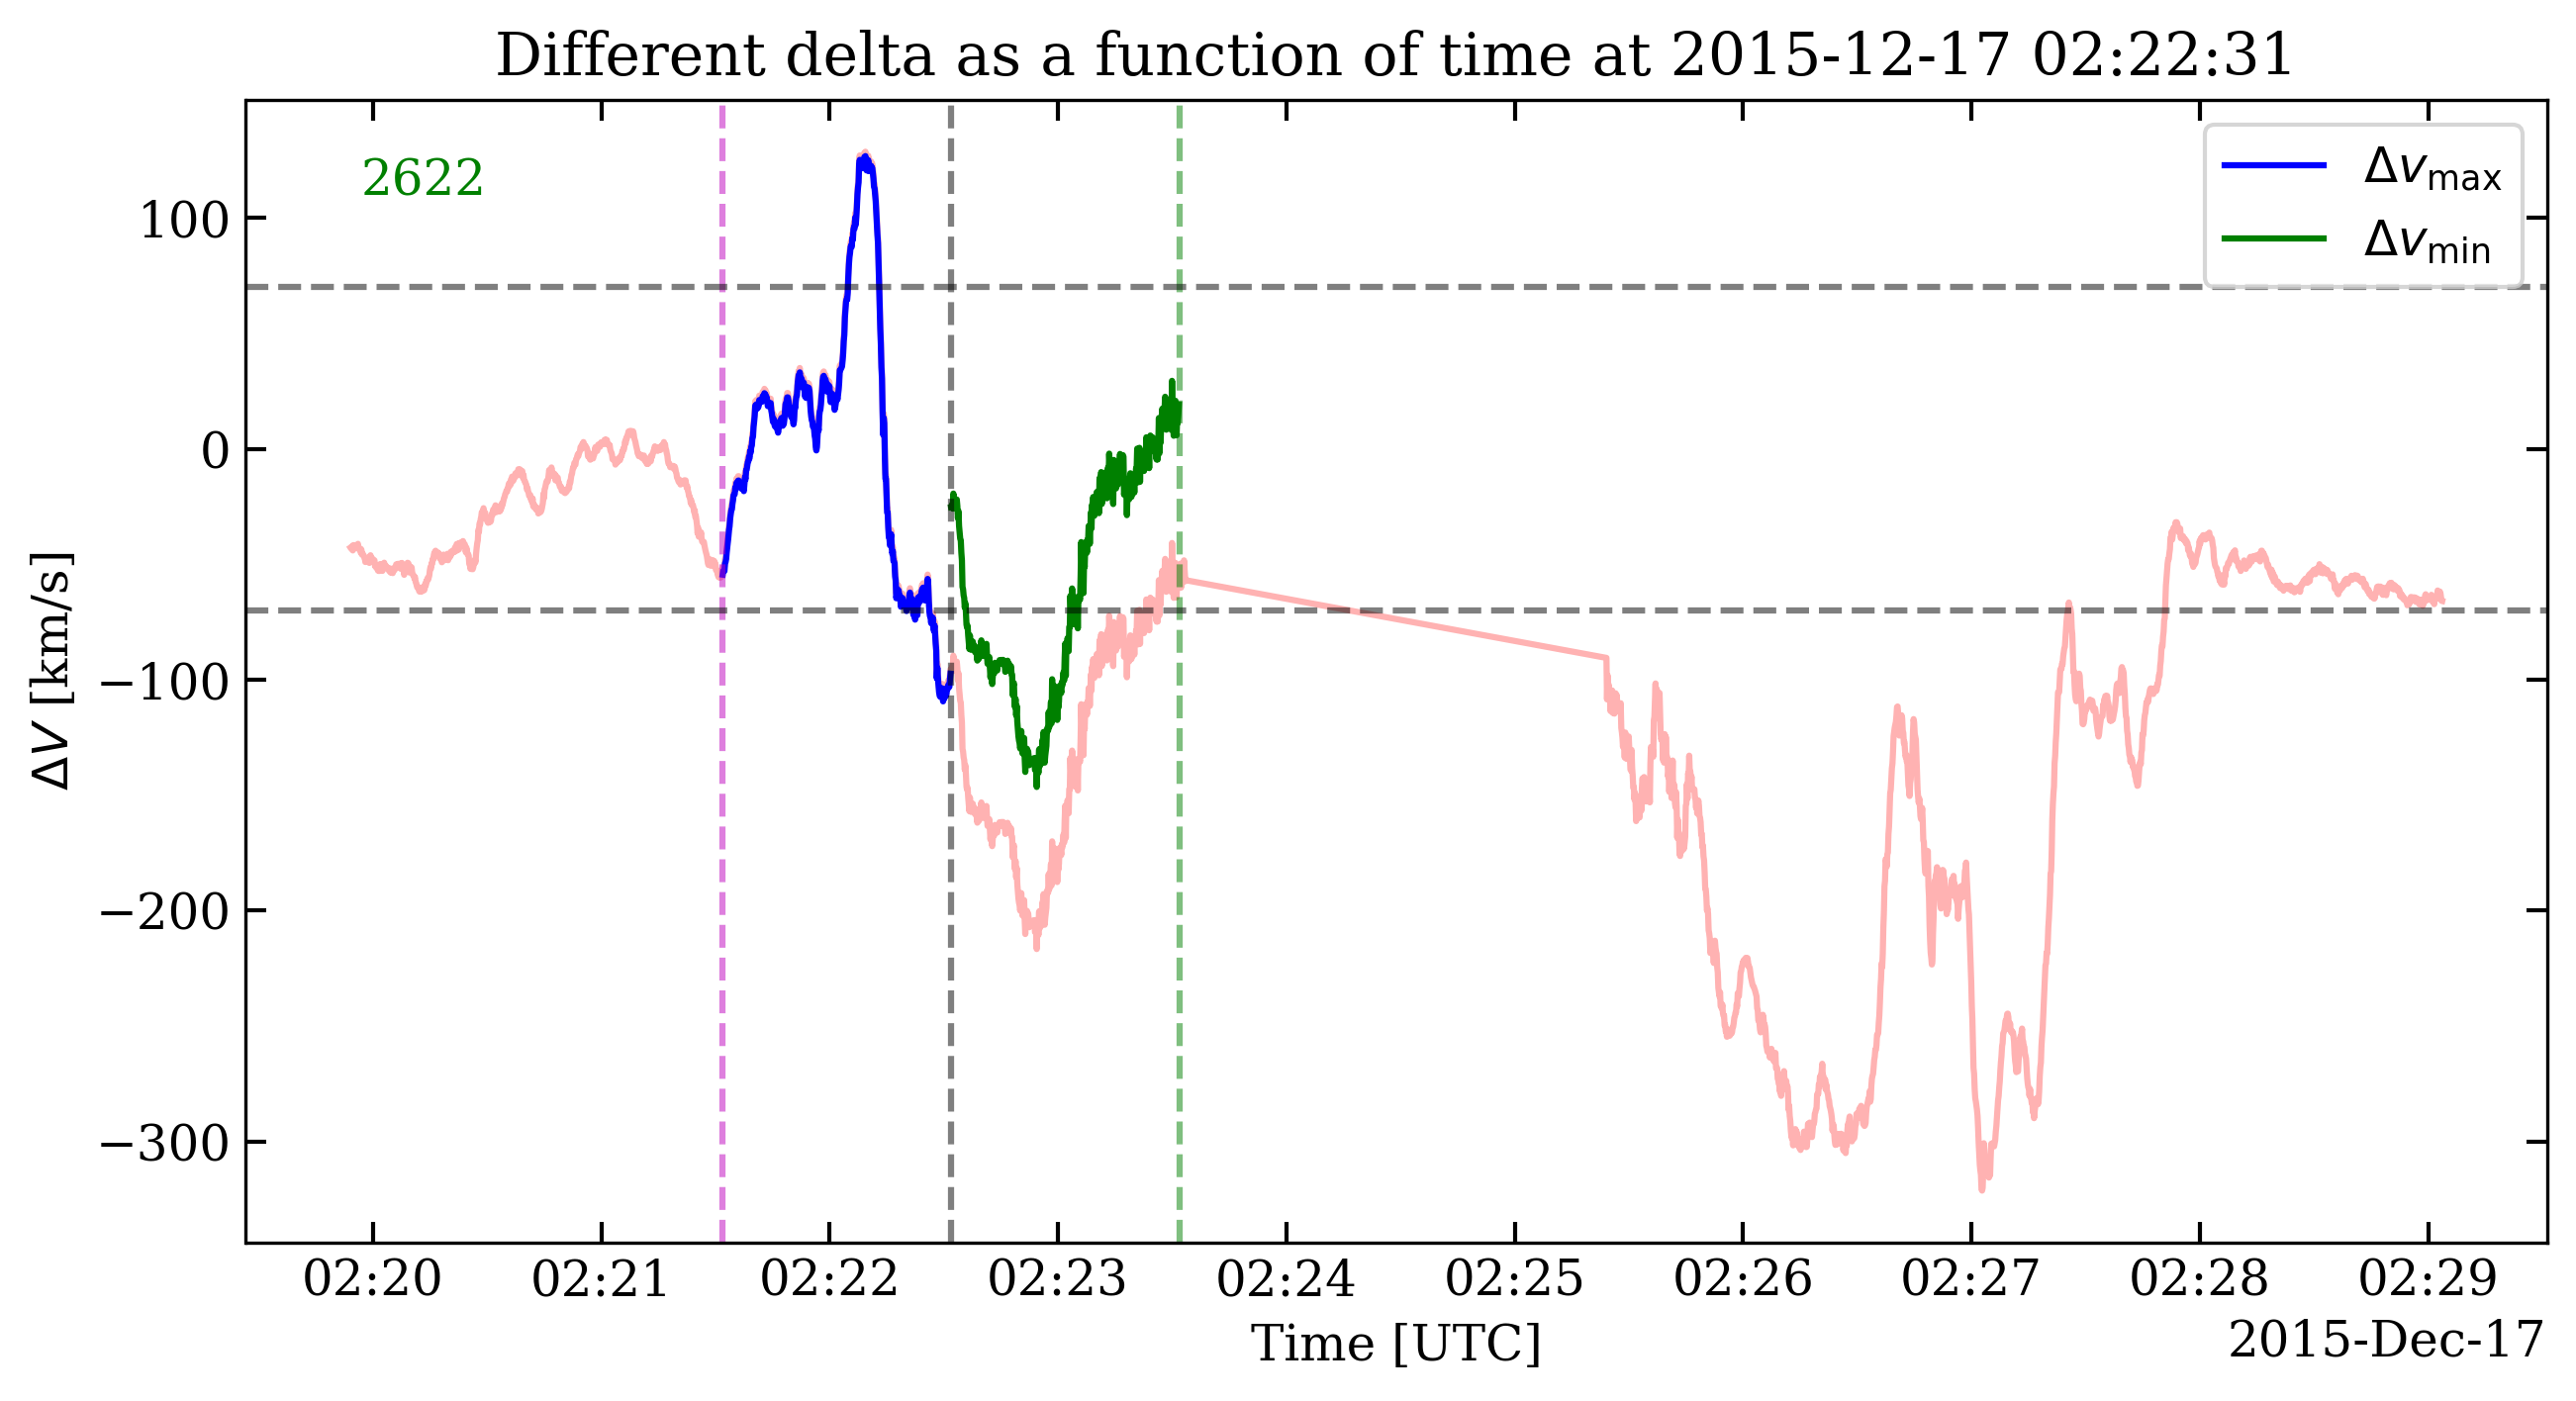 Different delta as a function of time at 2015-12-17 02:22:31
2622
Δv_max
Δv_min
100
0
−100
−200
−300
ΔV [km/s]
02:20 02:21 02:22 02:23 02:24 02:25 02:26 02:27 02:28 02:29
Time [UTC]
2015-Dec-17